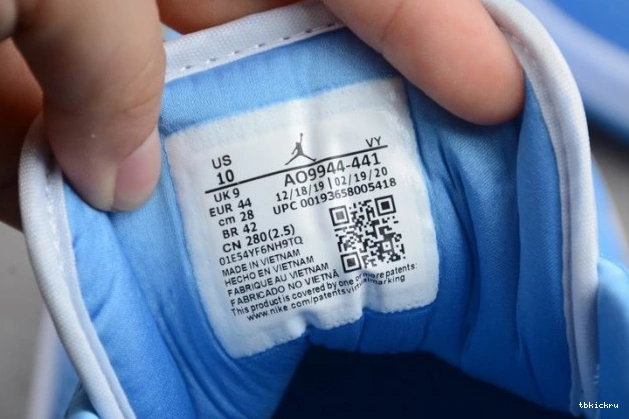 US
10
VY
AO9944-441
UK 9
12/18/19 | 02/19/20
EUR 44
UPC 00193658005418
cm 28
BR 42
CN 280(2.5)
01E54YF6NH9TQ
MADE IN VIETNAM
HECHO EN VIETNAM
FABRIQUE AU VIETNAM
FABRICADO NO VIETNÃ
This product is covered by one or more patents:
www.nike.com/patentsvirtualmarking
tbkickru